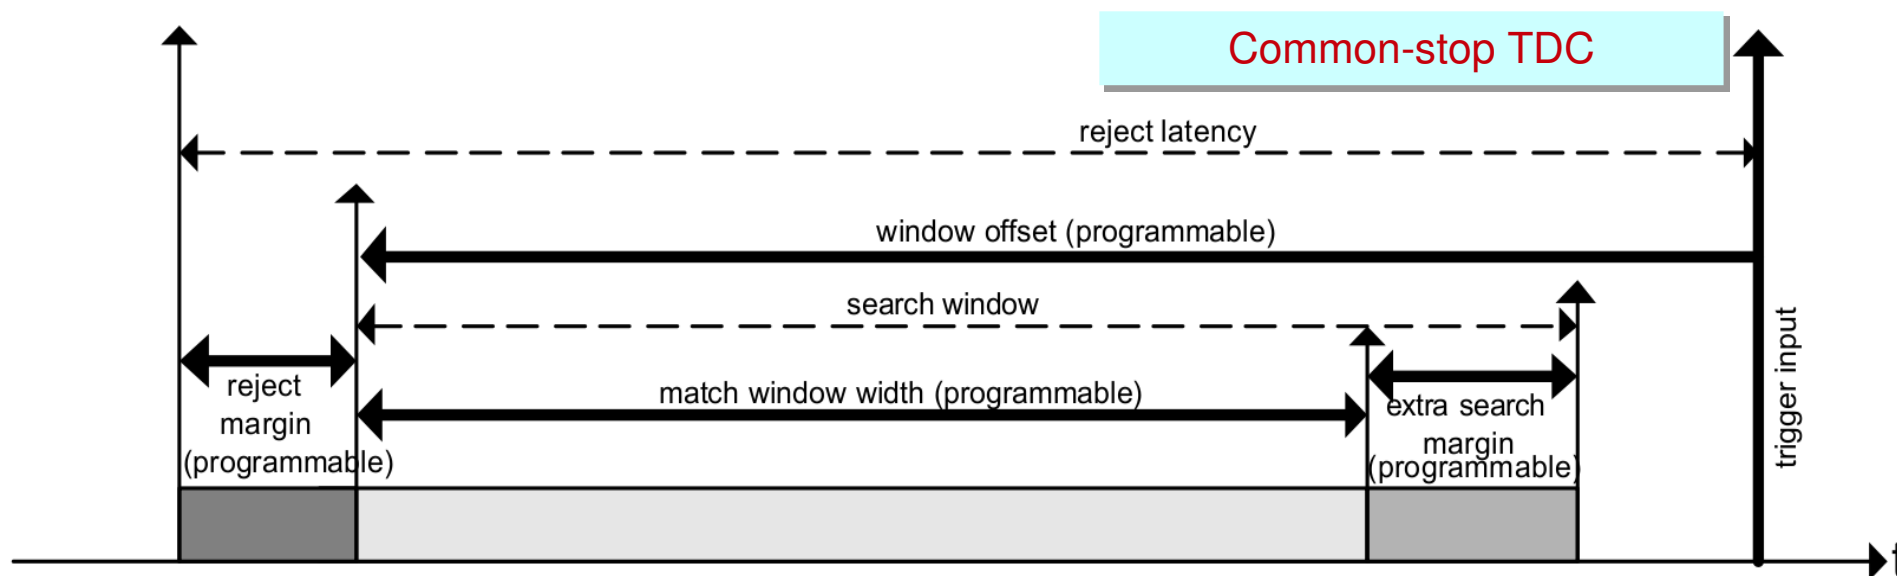 Common-stop TDC
reject latency
window offset (programmable)
search window
reject
margin
(programmable)
match window width (programmable)
extra search
margin
(programmable)
trigger input
t